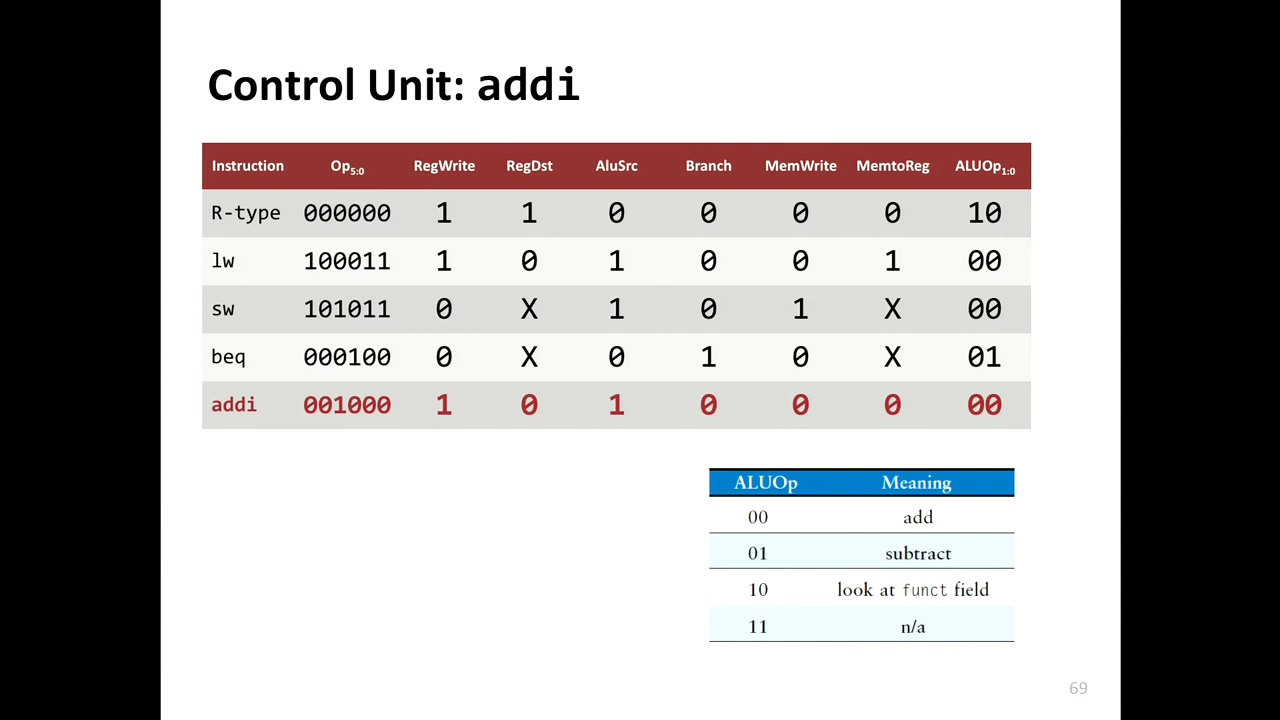 Control Unit: addi
Instruction Op5:0 RegWrite RegDst AluSrc Branch MemWrite MemtoReg ALUOp1:0
R-type 000000 1 1 0 0 0 0 10
lw 100011 1 0 1 0 0 1 00
sw 101011 0 X 1 0 1 X 00
beq 000100 0 X 0 1 0 X 01
addi 001000 1 0 1 0 0 0 00
ALUOp Meaning
00 add
01 subtract
10 look at funct field
11 n/a
69